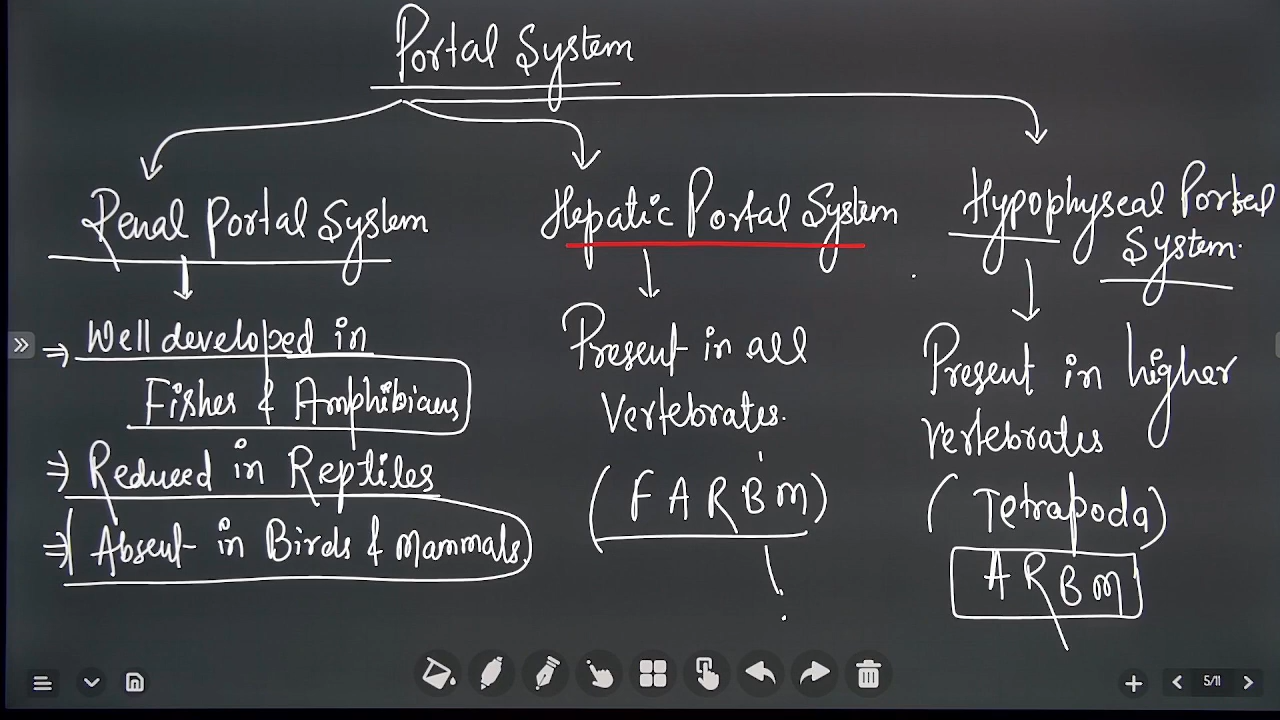 Portal System
Renal Portal System
⇒ Well developed in
Fishes & Amphibians
⇒ Reduced in Reptiles
⇒ Absent in Birds & Mammals.
Hepatic Portal System
Present in all
Vertebrates.
(F A R B M)
Hypophyseal Portal
System.
Present in higher
vertebrates
(Tetrapoda)
A R B M
5/11